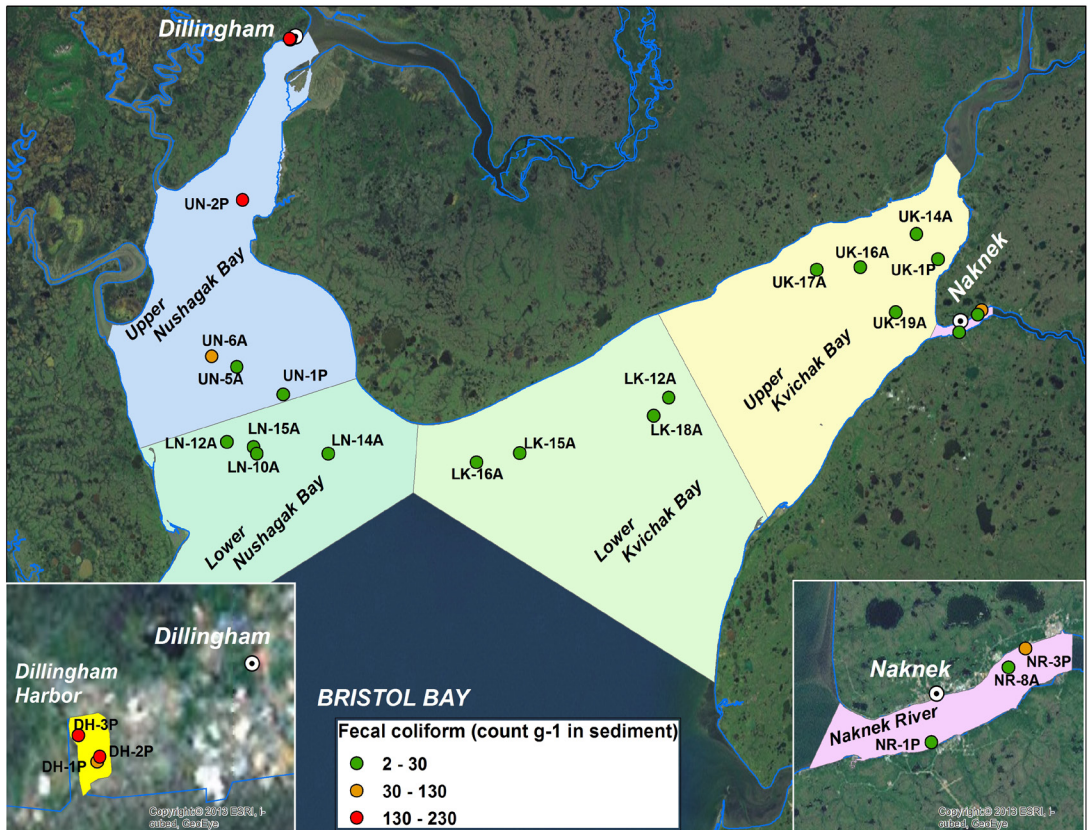 Dillingham
UN-2P
UK-14A
UK-16A
UK-1P
UK-17A
Naknek
Upper
Nushagak Bay
UK-19A
UN-6A
UN-5A
UN-1P
Upper
Kvichak Bay
LK-12A
LK-18A
LN-15A
LN-12A
LN-14A
LN-10A
LK-15A
LK-16A
Lower
Nushagak Bay
Lower
Kvichak Bay
Dillingham
Dillingham
Harbor
DH-3P
DH-2P
DH-1P
Copyright:© 2013 ESRI, i-
cubed, GeoEye
BRISTOL BAY
Fecal coliform (count g-1 in sediment)
2 - 30
30 - 130
130 - 230
Naknek
NR-3P
NR-8A
Naknek River
NR-1P
Copyright:© 2013 ESRI, i-
cubed, GeoEye